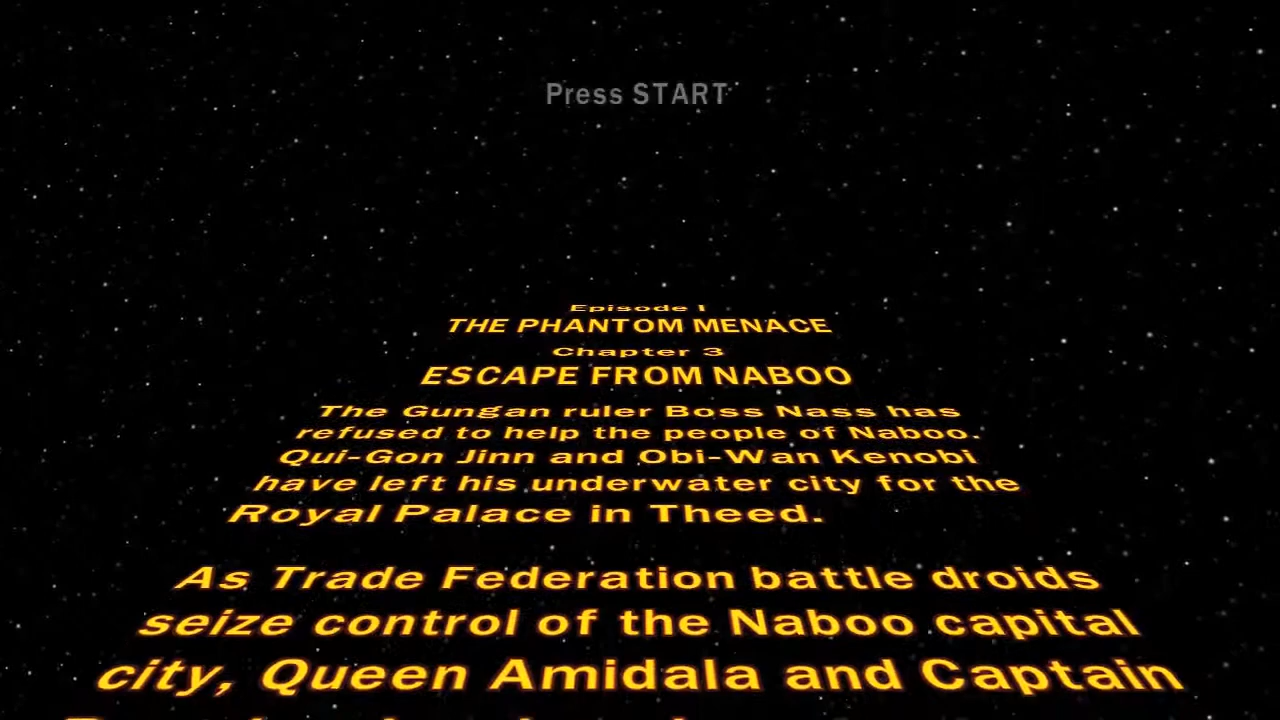 Press START
Episode I
THE PHANTOM MENACE
Chapter 3
ESCAPE FROM NABOO
The Gungan ruler Boss Nass has
refused to help the people of Naboo.
Qui-Gon Jinn and Obi-Wan Kenobi
have left his underwater city for the
Royal Palace in Theed.
As Trade Federation battle droids
seize control of the Naboo capital
city, Queen Amidala and Captain